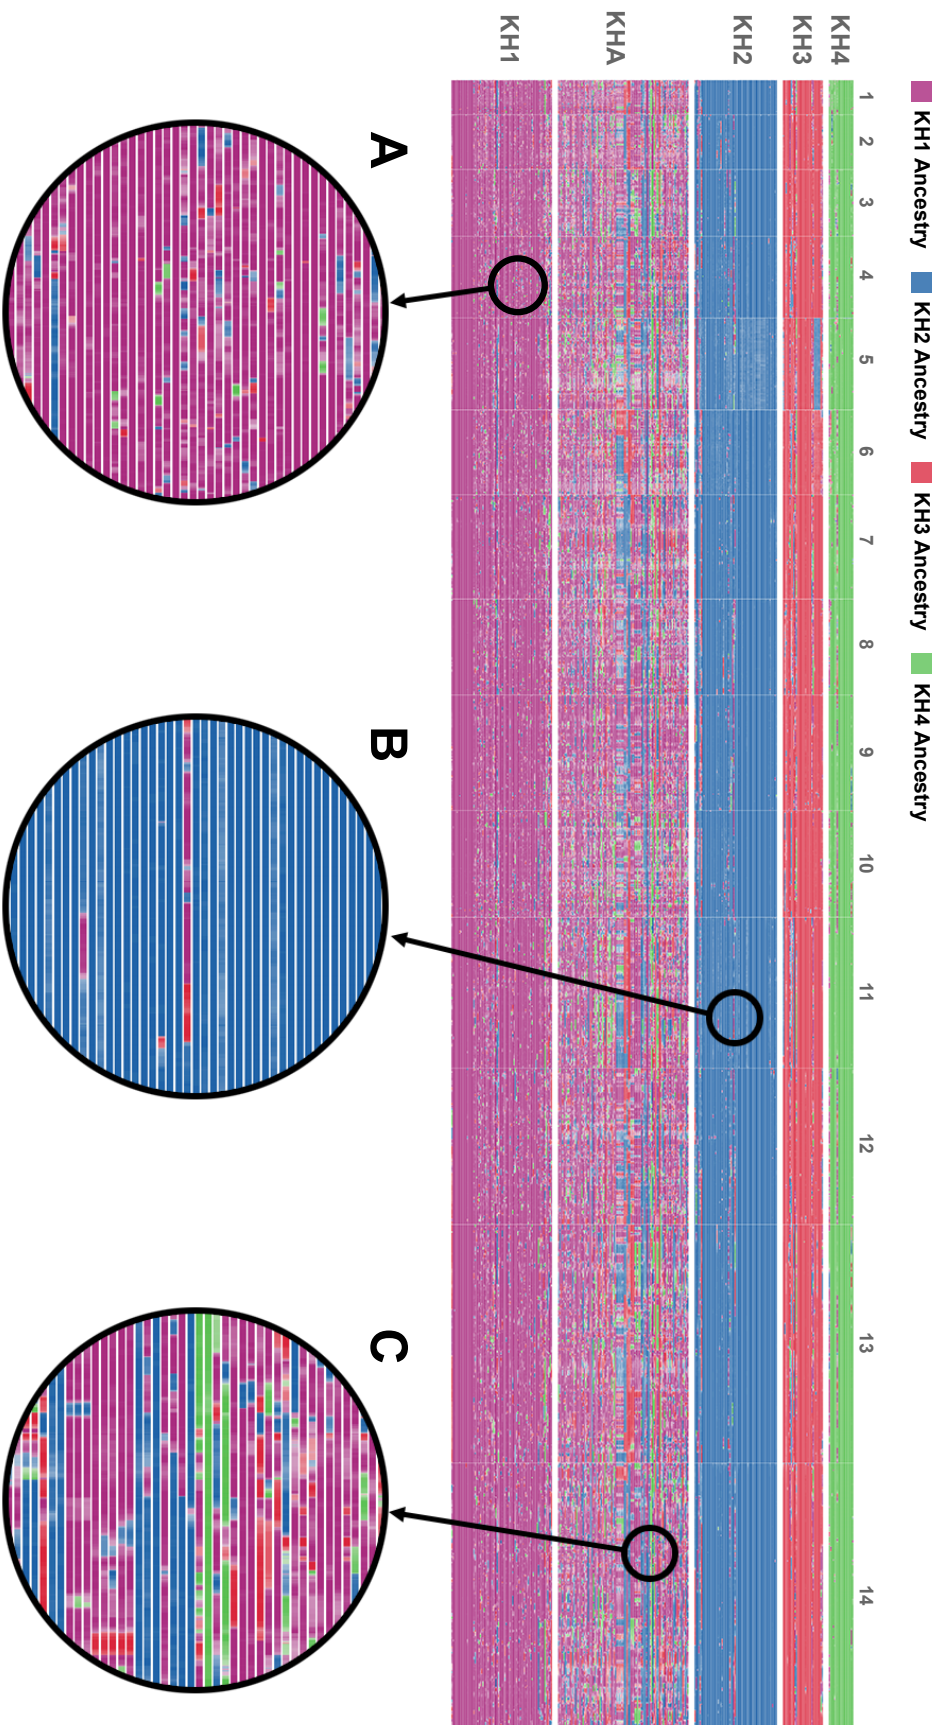 KH1 Ancestry KH2 Ancestry KH3 Ancestry KH4 Ancestry
1 2 3 4 5 6 7 8 9 10 11 12 13 14
KH4
KH3
KH2
KHA
KH1
A B C